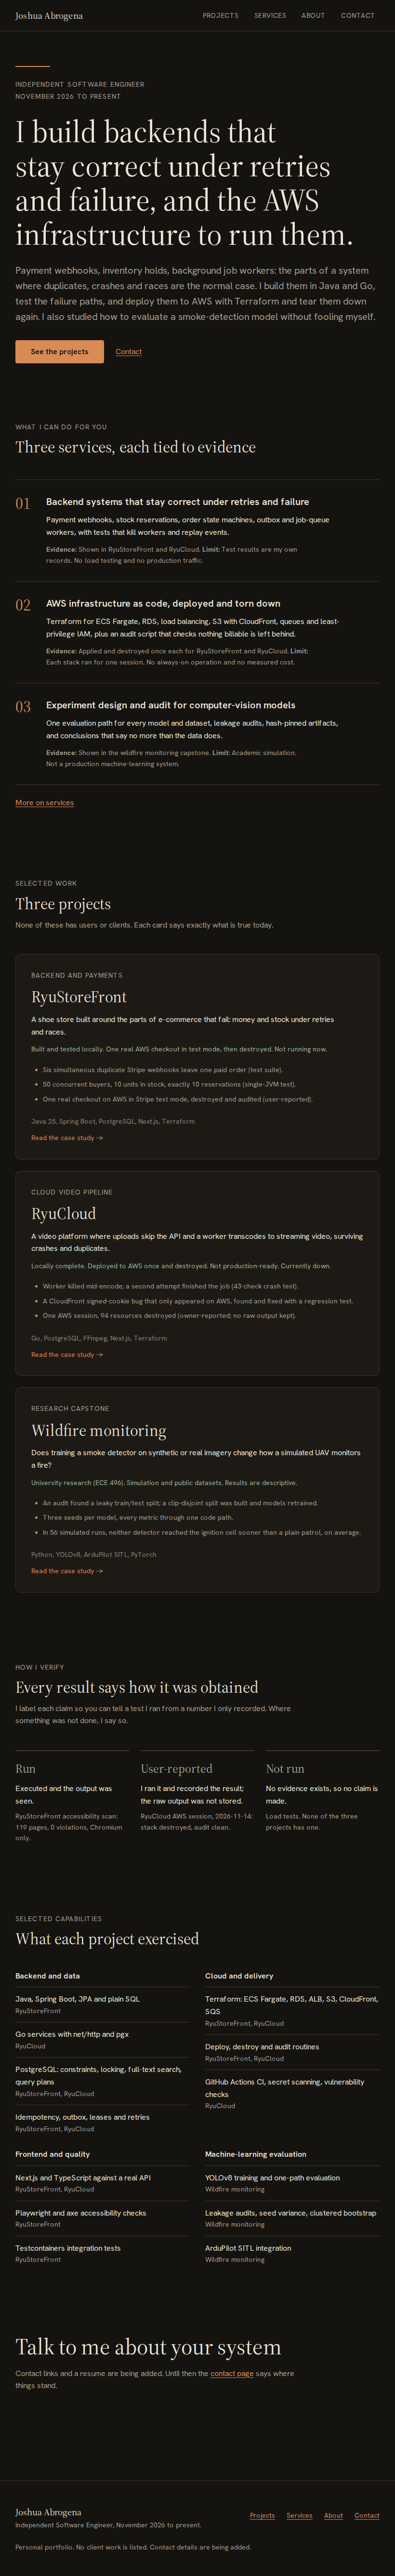 Joshua Abrogena
PROJECTS SERVICES ABOUT CONTACT
INDEPENDENT SOFTWARE ENGINEER
NOVEMBER 2026 TO PRESENT
I build backends that
stay correct under retries
and failure, and the AWS
infrastructure to run them.
Payment webhooks, inventory holds, background job workers: the parts of a system
where duplicates, crashes and races are the normal case. I build them in Java and Go,
test the failure paths, and deploy them to AWS with Terraform and tear them down
again. I also studied how to evaluate a smoke-detection model without fooling myself.
See the projects
Contact
WHAT I CAN DO FOR YOU
Three services, each tied to evidence
01
Backend systems that stay correct under retries and failure
Payment webhooks, stock reservations, order state machines, outbox and job-queue
workers, with tests that kill workers and replay events.
Evidence: Shown in RyuStoreFront and RyuCloud. Limit: Test results are my own
records. No load testing and no production traffic.
02
AWS infrastructure as code, deployed and torn down
Terraform for ECS Fargate, RDS, load balancing, S3 with CloudFront, queues and least-
privilege IAM, plus an audit script that checks nothing billable is left behind.
Evidence: Applied and destroyed once each for RyuStoreFront and RyuCloud. Limit:
Each stack ran for one session. No always-on operation and no measured cost.
03
Experiment design and audit for computer-vision models
One evaluation path for every model and dataset, leakage audits, hash-pinned artifacts,
and conclusions that say no more than the data does.
Evidence: Shown in the wildfire monitoring capstone. Limit: Academic simulation.
Not a production machine-learning system.
More on services
SELECTED WORK
Three projects
None of these has users or clients. Each card says exactly what is true today.
BACKEND AND PAYMENTS
RyuStoreFront
A shoe store built around the parts of e-commerce that fail: money and stock under retries
and races.
Built and tested locally. One real AWS checkout in test mode, then destroyed. Not running now.
• Six simultaneous duplicate Stripe webhooks leave one paid order (test suite).
• 50 concurrent buyers, 10 units in stock, exactly 10 reservations (single-JVM test).
• One real checkout on AWS in Stripe test mode, destroyed and audited (user-reported).
Java 25, Spring Boot, PostgreSQL, Next.js, Terraform
Read the case study →
CLOUD VIDEO PIPELINE
RyuCloud
A video platform where uploads skip the API and a worker transcodes to streaming video, surviving
crashes and duplicates.
Locally complete. Deployed to AWS once and destroyed. Not production-ready. Currently down.
• Worker killed mid-encode; a second attempt finished the job (43-check crash test).
• A CloudFront signed-cookie bug that only appeared on AWS, found and fixed with a regression test.
• One AWS session, 94 resources destroyed (owner-reported; no raw output kept).
Go, PostgreSQL, FFmpeg, Next.js, Terraform
Read the case study →
RESEARCH CAPSTONE
Wildfire monitoring
Does training a smoke detector on synthetic or real imagery change how a simulated UAV monitors
a fire?
University research (ECE 496). Simulation and public datasets. Results are descriptive.
• An audit found a leaky train/test split; a clip-disjoint split was built and models retrained.
• Three seeds per model, every metric through one code path.
• In 56 simulated runs, neither detector reached the ignition cell sooner than a plain patrol, on average.
Python, YOLOv8, ArduPilot SITL, PyTorch
Read the case study →
HOW I VERIFY
Every result says how it was obtained
I label each claim so you can tell a test I ran from a number I only recorded. Where
something was not done, I say so.
Run
Executed and the output was
seen.
RyuStoreFront accessibility scan:
119 pages, 0 violations, Chromium
only.
User-reported
I ran it and recorded the result;
the raw output was not stored.
RyuCloud AWS session, 2026-11-14:
stack destroyed, audit clean.
Not run
No evidence exists, so no claim is
made.
Load tests. None of the three
projects has one.
SELECTED CAPABILITIES
What each project exercised
Backend and data
Java, Spring Boot, JPA and plain SQL
RyuStoreFront
Go services with net/http and pgx
RyuCloud
PostgreSQL: constraints, locking, full-text search,
query plans
RyuStoreFront, RyuCloud
Idempotency, outbox, leases and retries
RyuStoreFront, RyuCloud
Cloud and delivery
Terraform: ECS Fargate, RDS, ALB, S3, CloudFront,
SQS
RyuStoreFront, RyuCloud
Deploy, destroy and audit routines
RyuStoreFront, RyuCloud
GitHub Actions CI, secret scanning, vulnerability
checks
RyuCloud
Frontend and quality
Next.js and TypeScript against a real API
RyuStoreFront, RyuCloud
Playwright and axe accessibility checks
RyuStoreFront
Testcontainers integration tests
RyuStoreFront
Machine-learning evaluation
YOLOv8 training and one-path evaluation
Wildfire monitoring
Leakage audits, seed variance, clustered bootstrap
Wildfire monitoring
ArduPilot SITL integration
Wildfire monitoring
Talk to me about your system
Contact links and a resume are being added. Until then the contact page says where
things stand.
Joshua Abrogena
Independent Software Engineer, November 2026 to present.
Projects Services About Contact
Personal portfolio. No client work is listed. Contact details are being added.